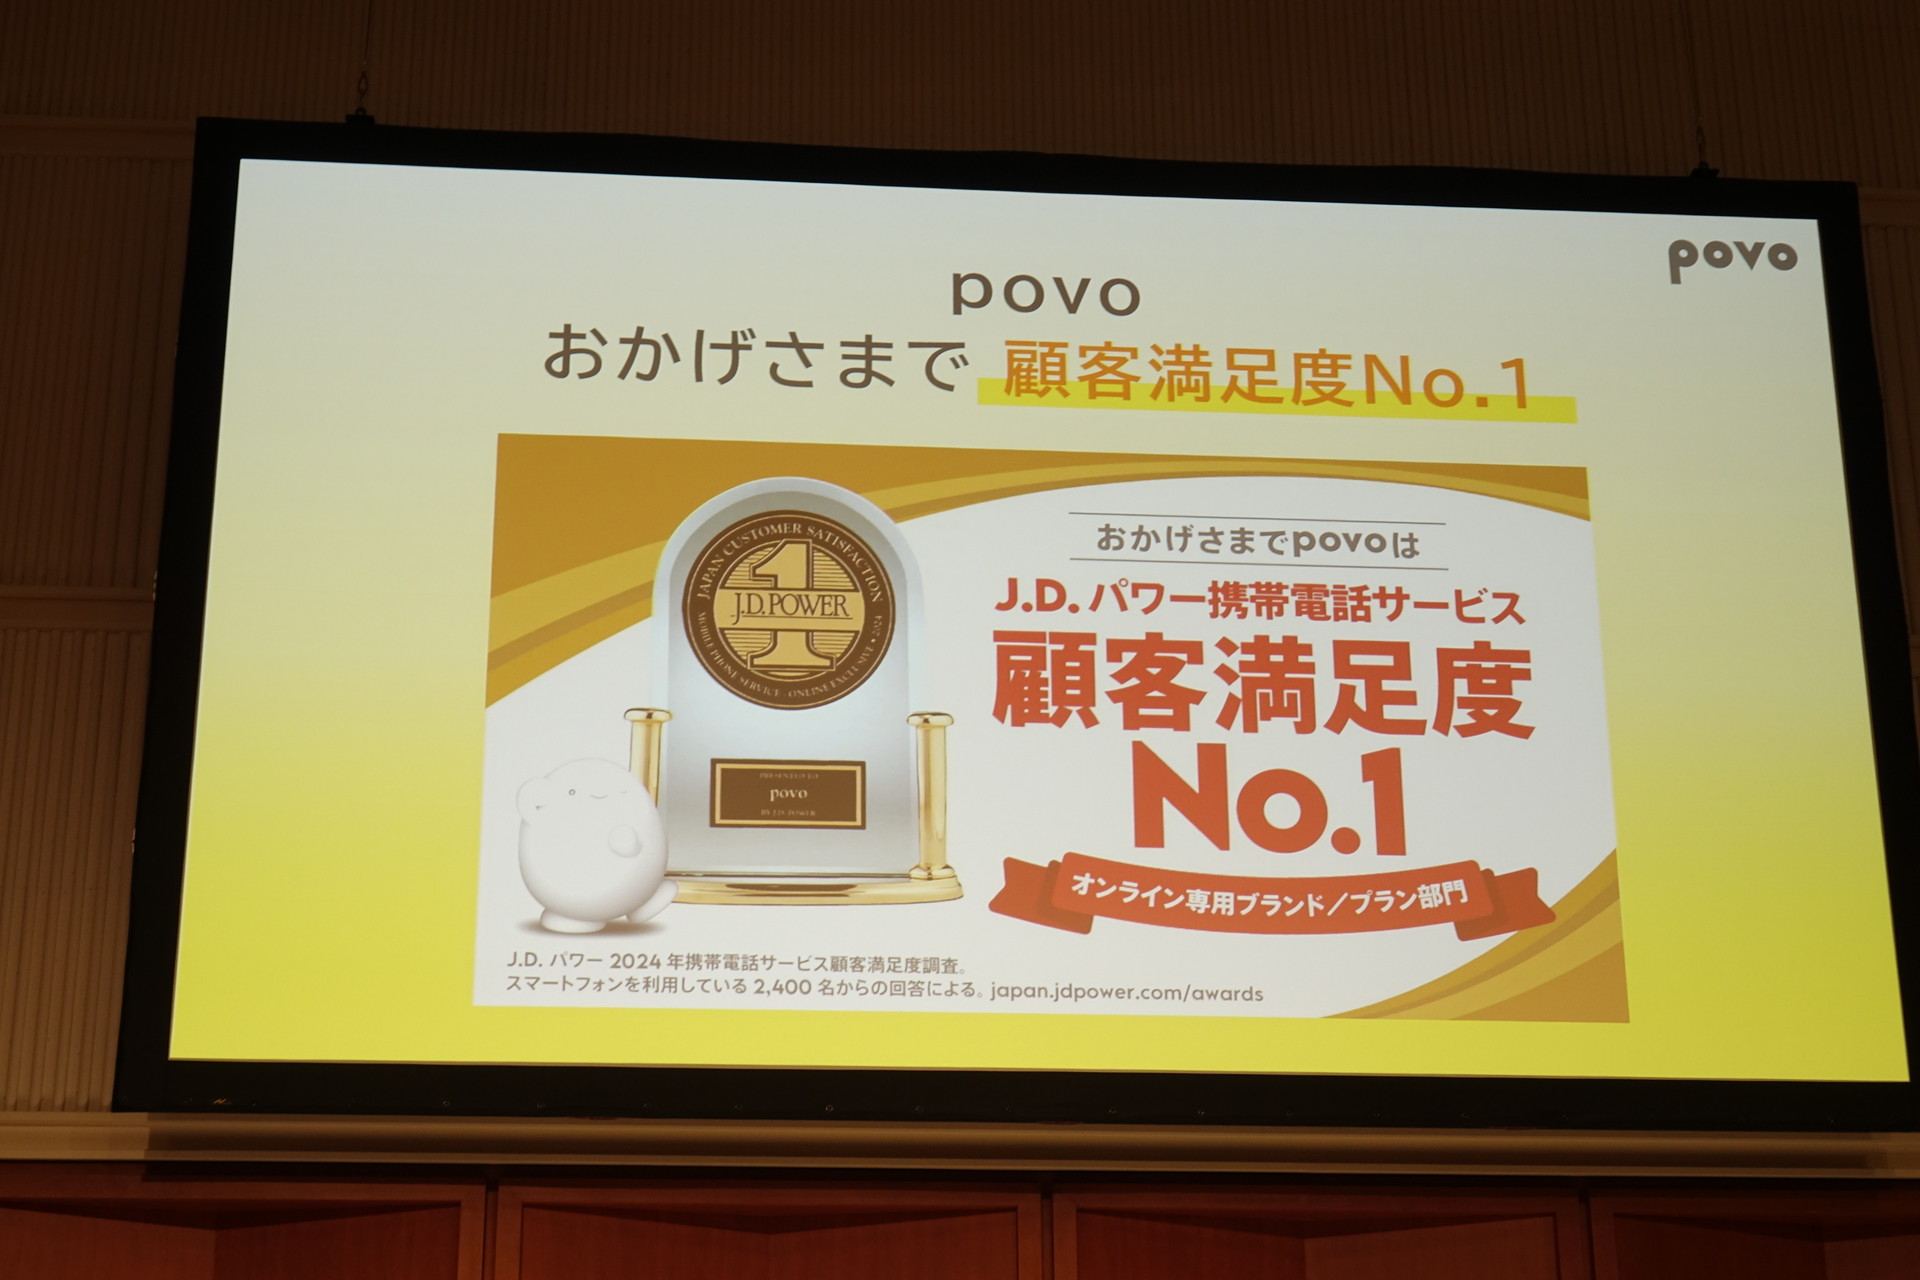 povo
povo
おかげさまで 顧客満足度No.1
おかげさまでpovoは
J.D. パワー携帯電話サービス
顧客満足度
No.1
オンライン専用ブランド／プラン部門
JAPAN CUSTOMER SATISFACTION
1
J.D. POWER
MOBILE PHONE SERVICE - ONLINE EXCLUSIVE • 2024
PRESENTED TO
povo
BY J.D. POWER
J.D. パワー 2024 年携帯電話サービス顧客満足度調査。
スマートフォンを利用している 2,400 名からの回答による。japan.jdpower.com/awards